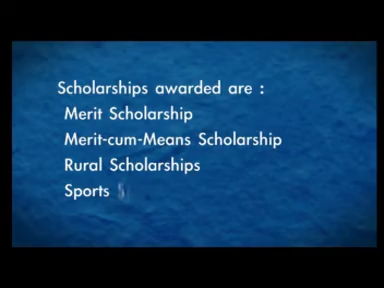 Scholarships awarded are :
Merit Scholarship
Merit-cum-Means Scholarship
Rural Scholarships
Sports